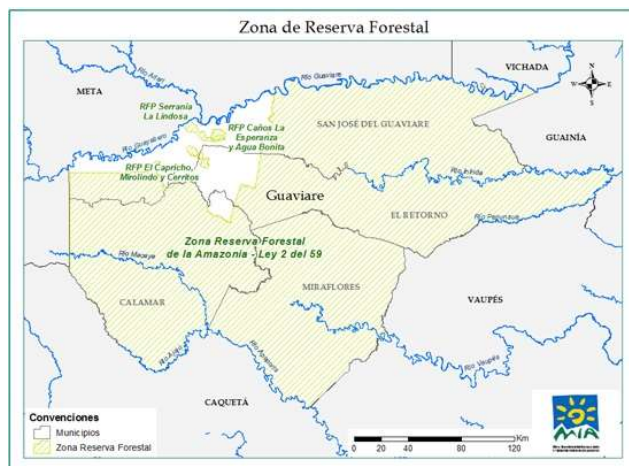 Zona de Reserva Forestal
VICHADA
META
Río Ariari
Río Guaviare
N
W
E
S
RFP Serranía
La Lindosa
RFP Caños La
Esperanza
y Agua Bonita
SAN JOSÉ DEL GUAVIARE
GUAINÍA
Río Guayabero
RFP El Capricho,
Mirolindo y Cerritos
Río Inírida
Guaviare
EL RETORNO
Río Papunaua
Zona Reserva Forestal
de la Amazonía - Ley 2 del 59
Río Macaya
MIRAFLORES
CALAMAR
VAUPÉS
Río Ajajú
Río Apaporis
Río Vaupés
CAQUETÁ
Convenciones
Municipios
Zona Reserva Forestal
Km
0 20 40 80 120
MIA